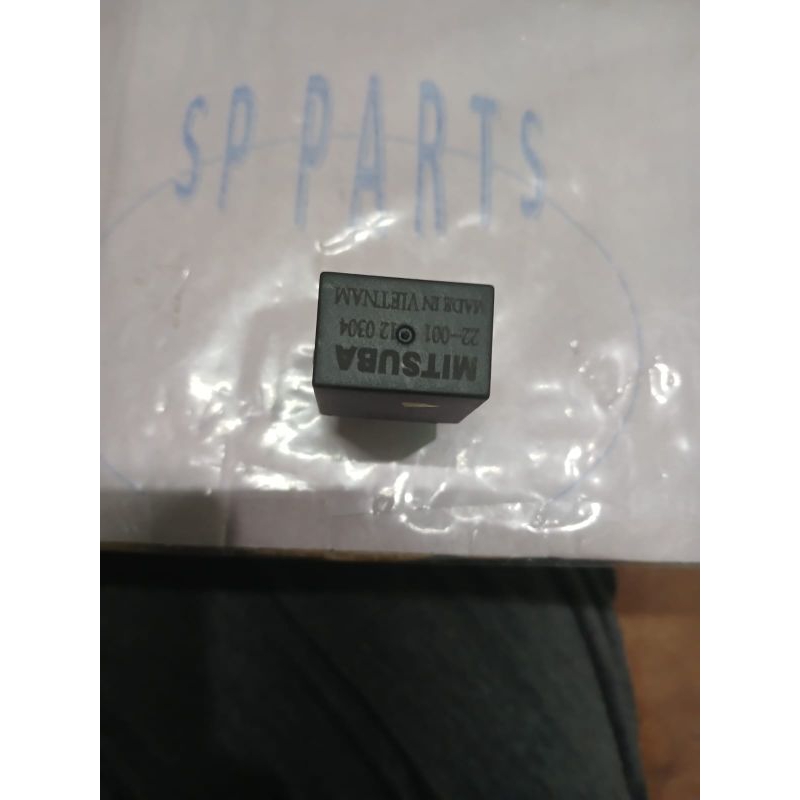 SP PARTS
MITSUBA
22-001 12 0304
MADE IN VIETNAM